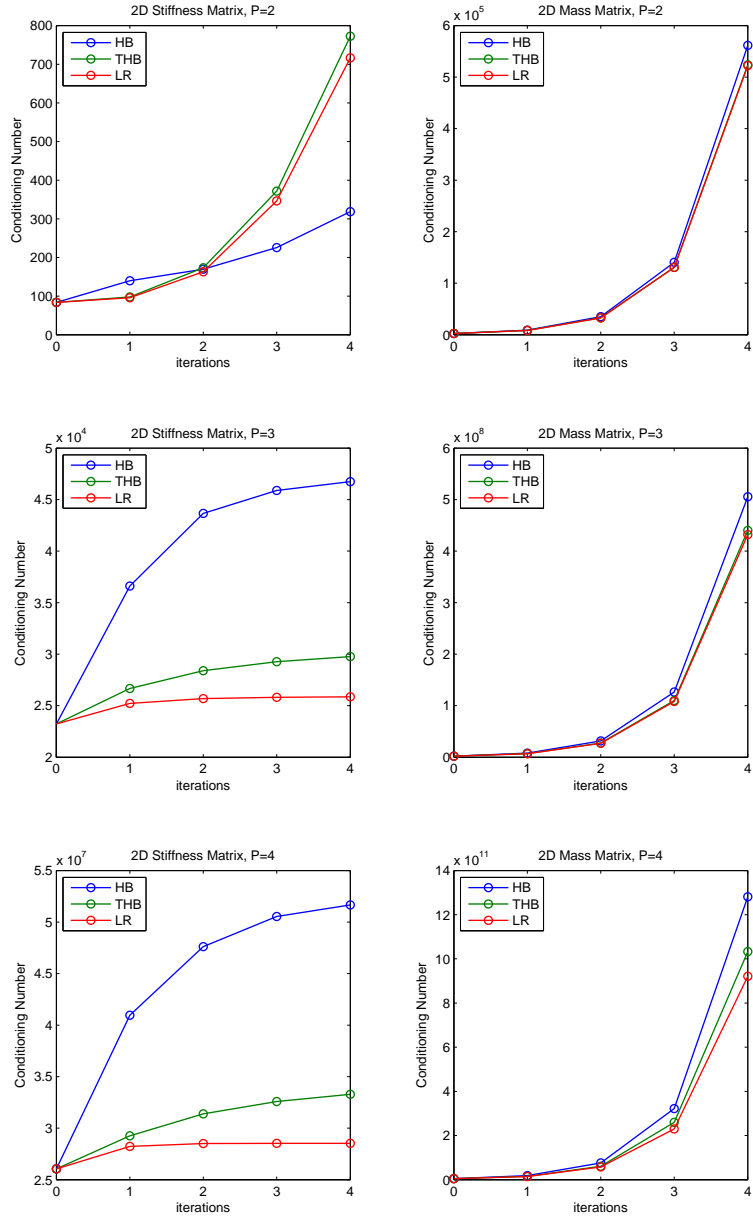 2D Stiffness Matrix, P=2
800
700
600
500
400
300
200
100
0
Conditioning Number
HB
THB
LR
0 1 2 3 4
iterations
2D Mass Matrix, P=2
x 10^5
6
5
4
3
2
1
0
Conditioning Number
HB
THB
LR
0 1 2 3 4
iterations
2D Stiffness Matrix, P=3
x 10^4
5
4.5
4
3.5
3
2.5
2
Conditioning Number
HB
THB
LR
0 1 2 3 4
iterations
2D Mass Matrix, P=3
x 10^8
6
5
4
3
2
1
0
Conditioning Number
HB
THB
LR
0 1 2 3 4
iterations
2D Stiffness Matrix, P=4
x 10^7
5.5
5
4.5
4
3.5
3
2.5
Conditioning Number
HB
THB
LR
0 1 2 3 4
iterations
2D Mass Matrix, P=4
x 10^11
14
12
10
8
6
4
2
0
Conditioning Number
HB
THB
LR
0 1 2 3 4
iterations